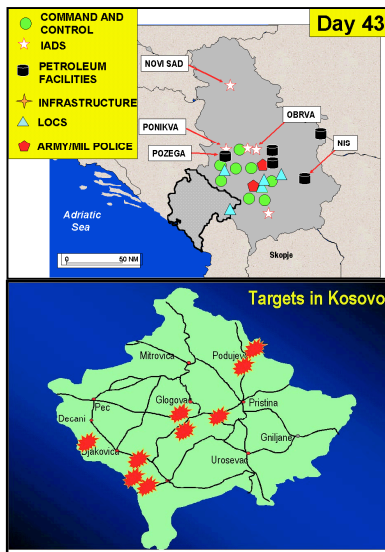 Day 43
COMMAND AND
CONTROL
IADS
PETROLEUM
FACILITIES
INFRASTRUCTURE
LOCS
ARMY/MIL POLICE
NOVI SAD
PONIKVA
OBRVA
POZEGA
NIS
Adriatic
Sea
0 50 NM
Skopje
Targets in Kosovo
Mitrovica
Podujevo
Glogovac
Pec
Pristina
Decani
Gniljane
Djakovica
Urosevac